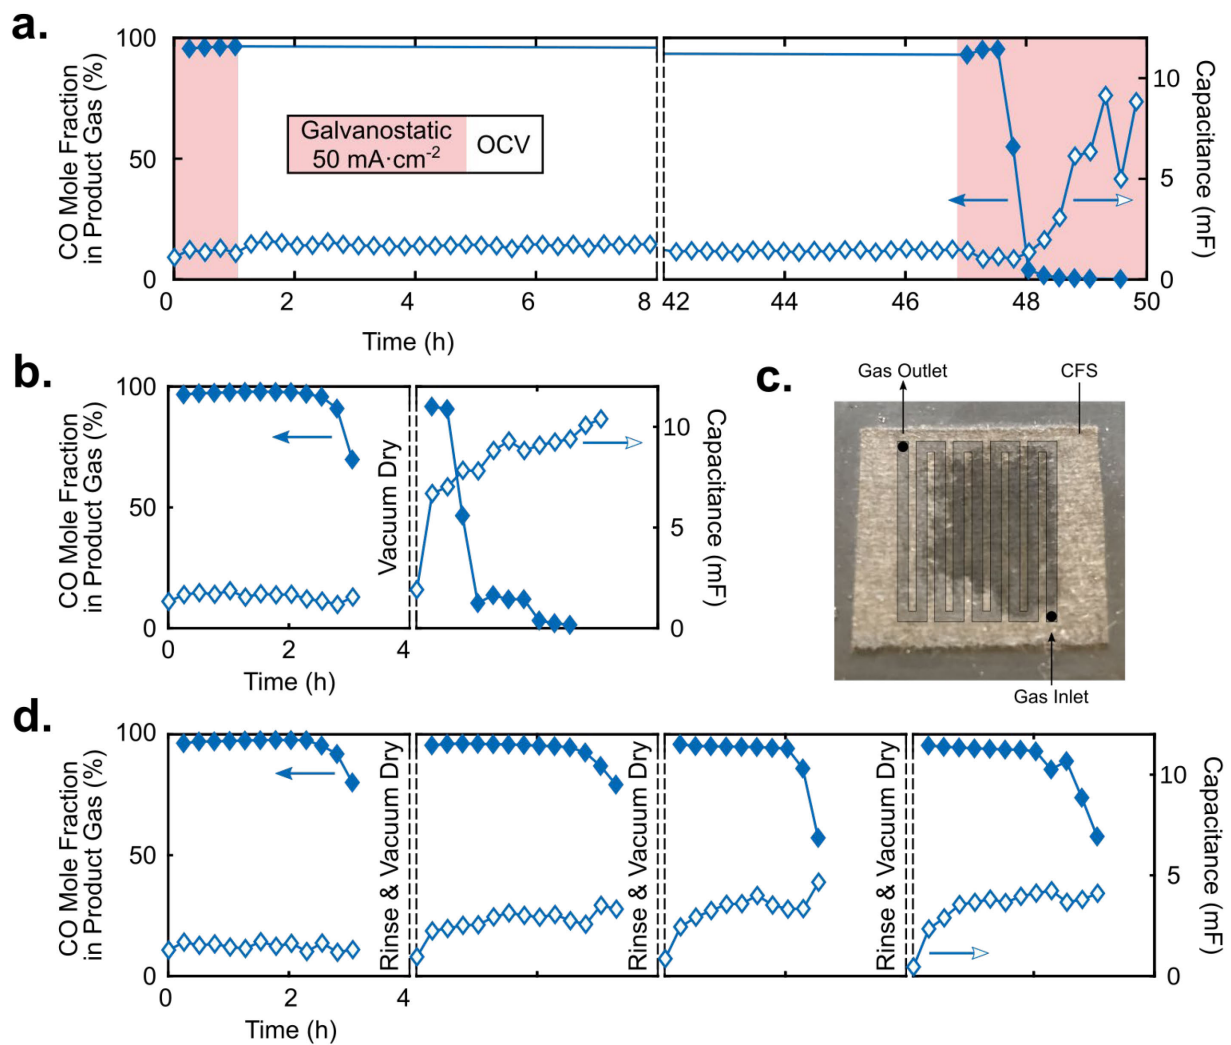 a.
CO Mole Fraction
in Product Gas (%)
100
50
0
Galvanostatic
50 mA·cm⁻²
OCV
10
5
0
Capacitance (mF)
0 2 4 6 8 42 44 46 48 50
Time (h)
b.
CO Mole Fraction
in Product Gas (%)
100
50
0
Vacuum Dry
10
5
0
Capacitance (mF)
0 2 4
Time (h)
c.
Gas Outlet
CFS
Gas Inlet
d.
CO Mole Fraction
in Product Gas (%)
100
50
0
Rinse & Vacuum Dry
Rinse & Vacuum Dry
Rinse & Vacuum Dry
10
5
0
Capacitance (mF)
0 2 4
Time (h)